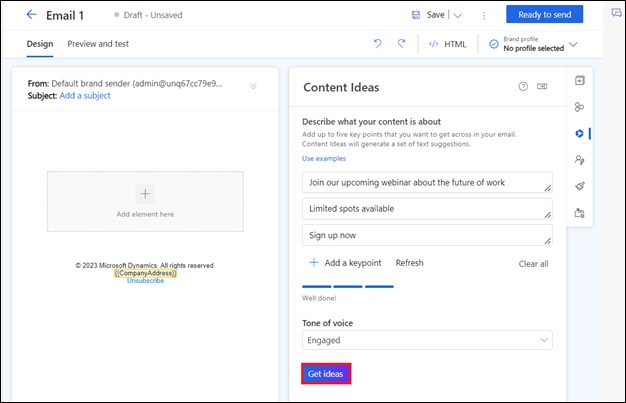 Email 1
Draft - Unsaved
Save
Ready to send
Design
Preview and test
HTML
Brand profile
No profile selected
From: Default brand sender (admin@unq67cc79e9...
Subject: Add a subject
Add element here
© 2023 Microsoft Dynamics. All rights reserved.
{{CompanyAddress}}
Unsubscribe
Content Ideas
Describe what your content is about
Add up to five key points that you want to get across in your email.
Content Ideas will generate a set of text suggestions.
Use examples
Join our upcoming webinar about the future of work
Limited spots available
Sign up now
Add a keypoint
Refresh
Clear all
Well done!
Tone of voice
Engaged
Get ideas